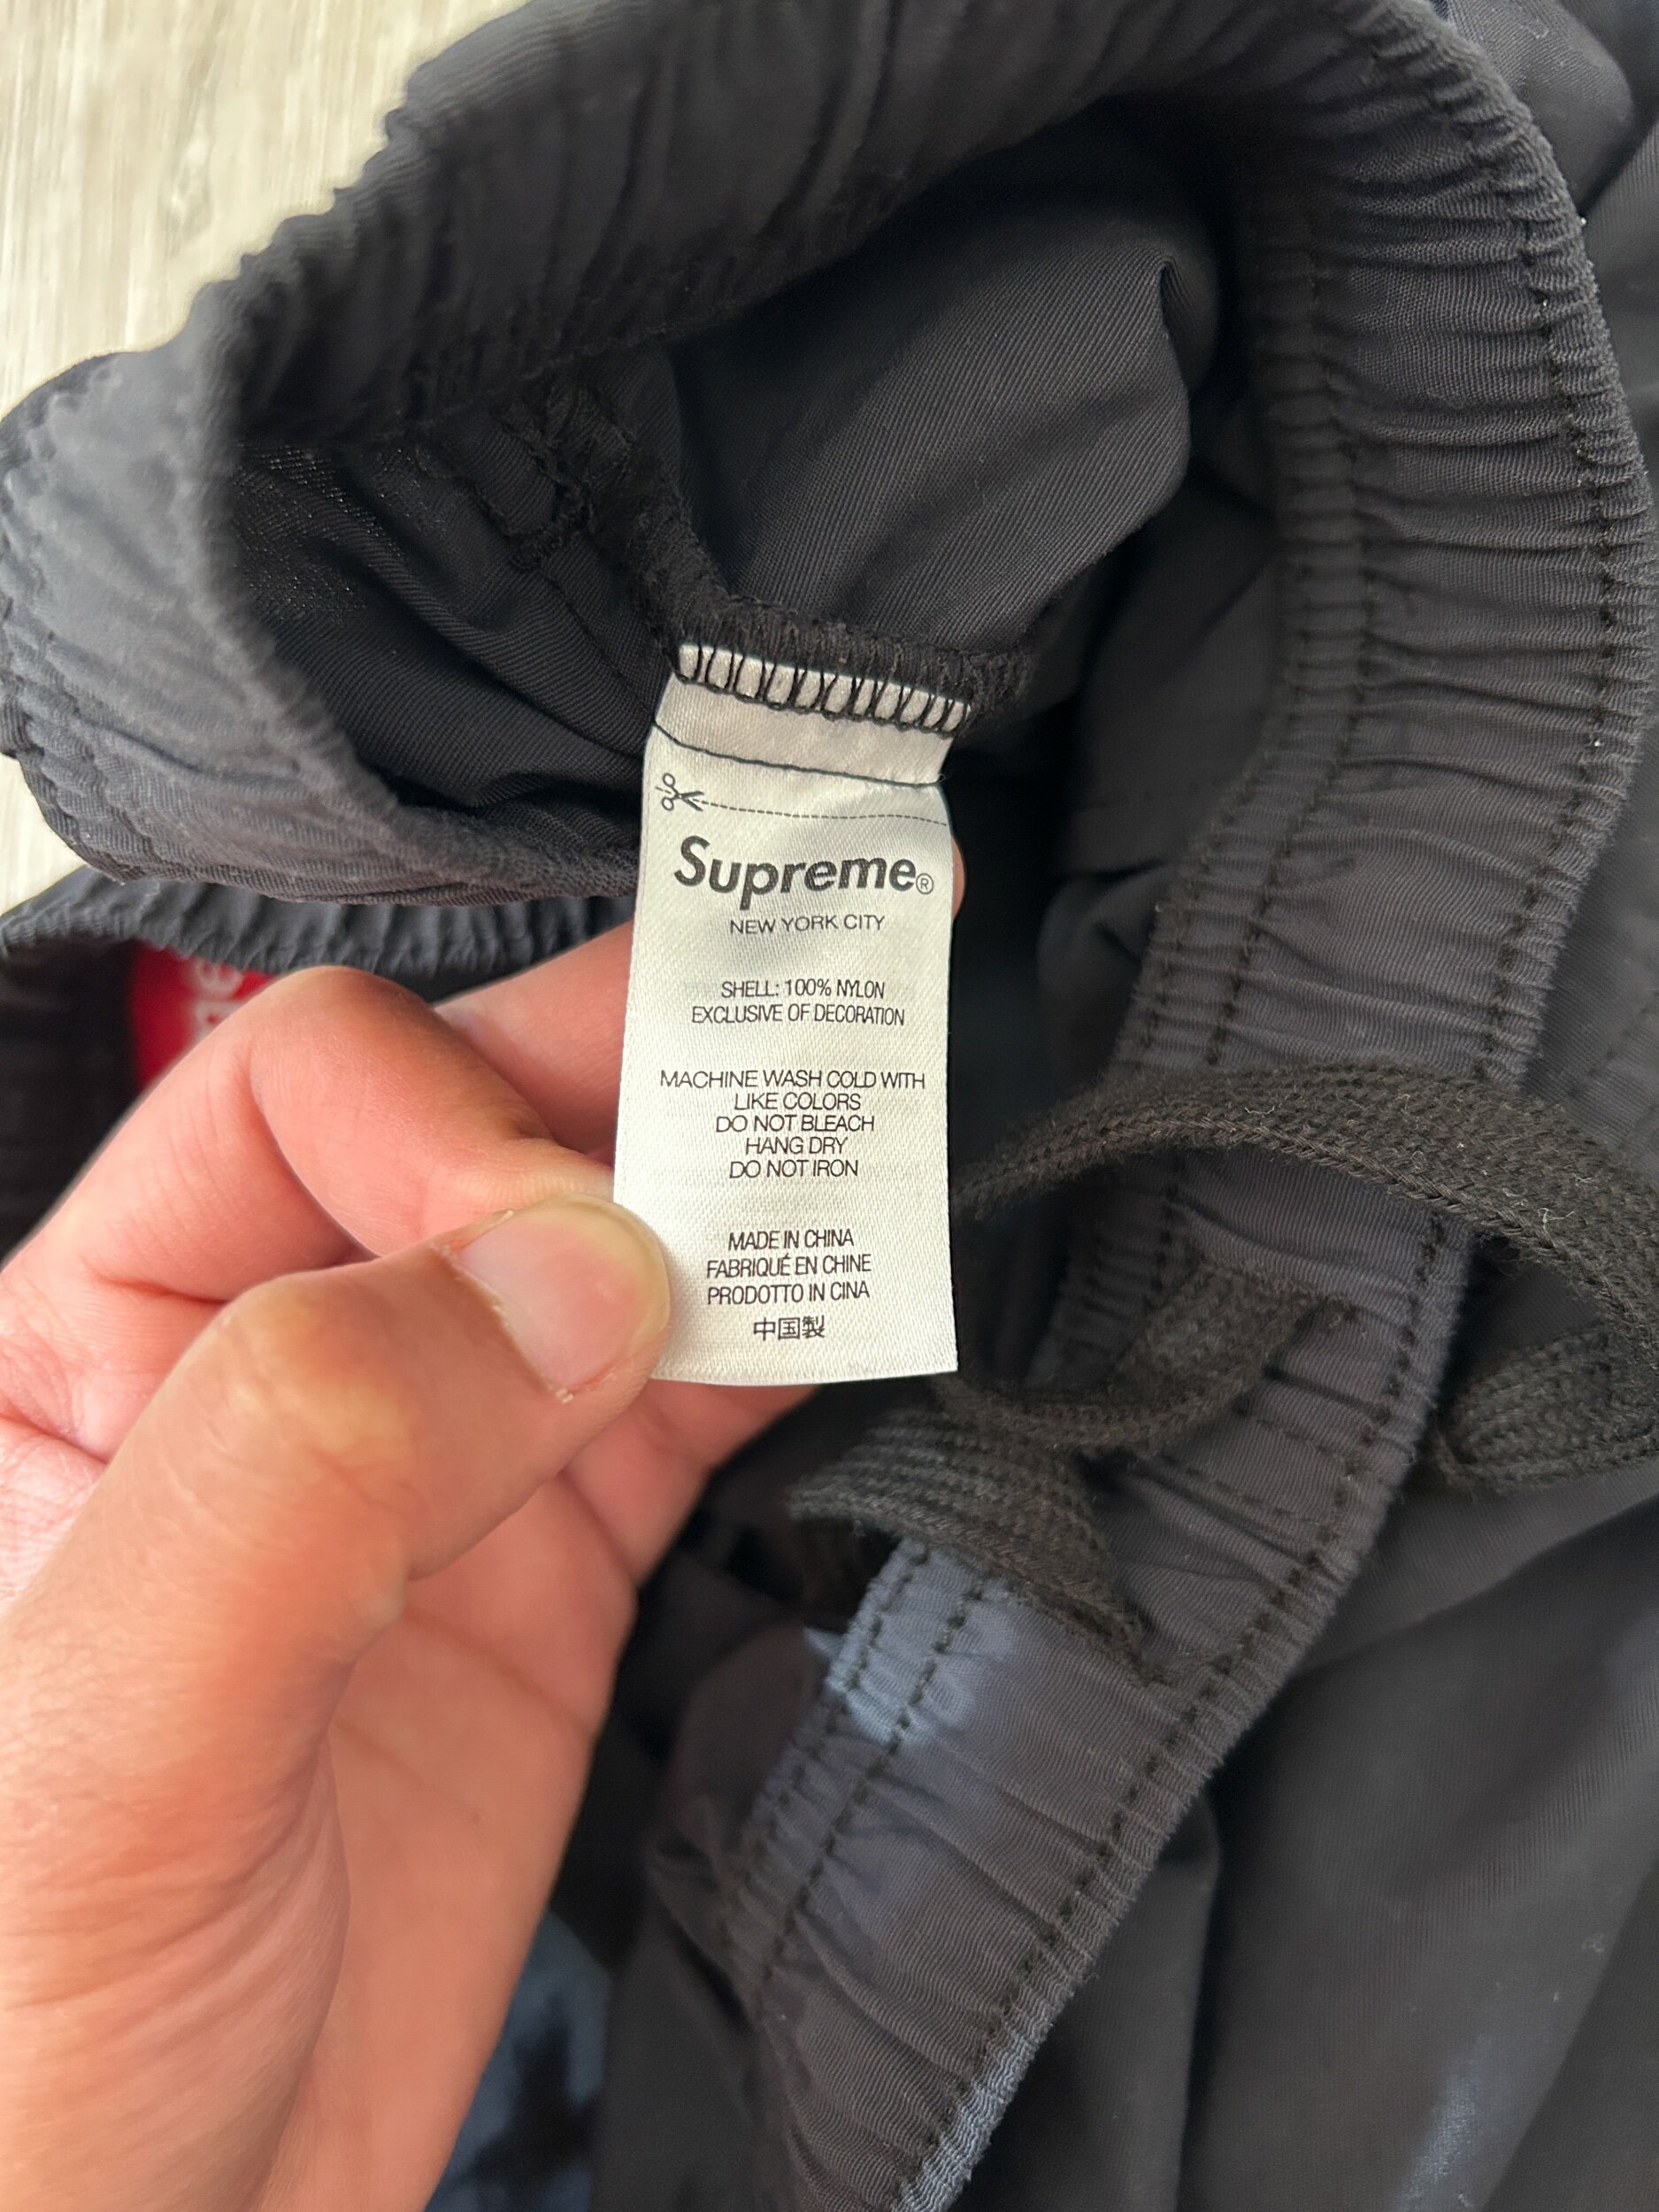 Supreme®
NEW YORK CITY
SHELL: 100% NYLON
EXCLUSIVE OF DECORATION
MACHINE WASH COLD WITH
LIKE COLORS
DO NOT BLEACH
HANG DRY
DO NOT IRON
MADE IN CHINA
FABRIQUÉ EN CHINE
PRODOTTO IN CINA
中国製